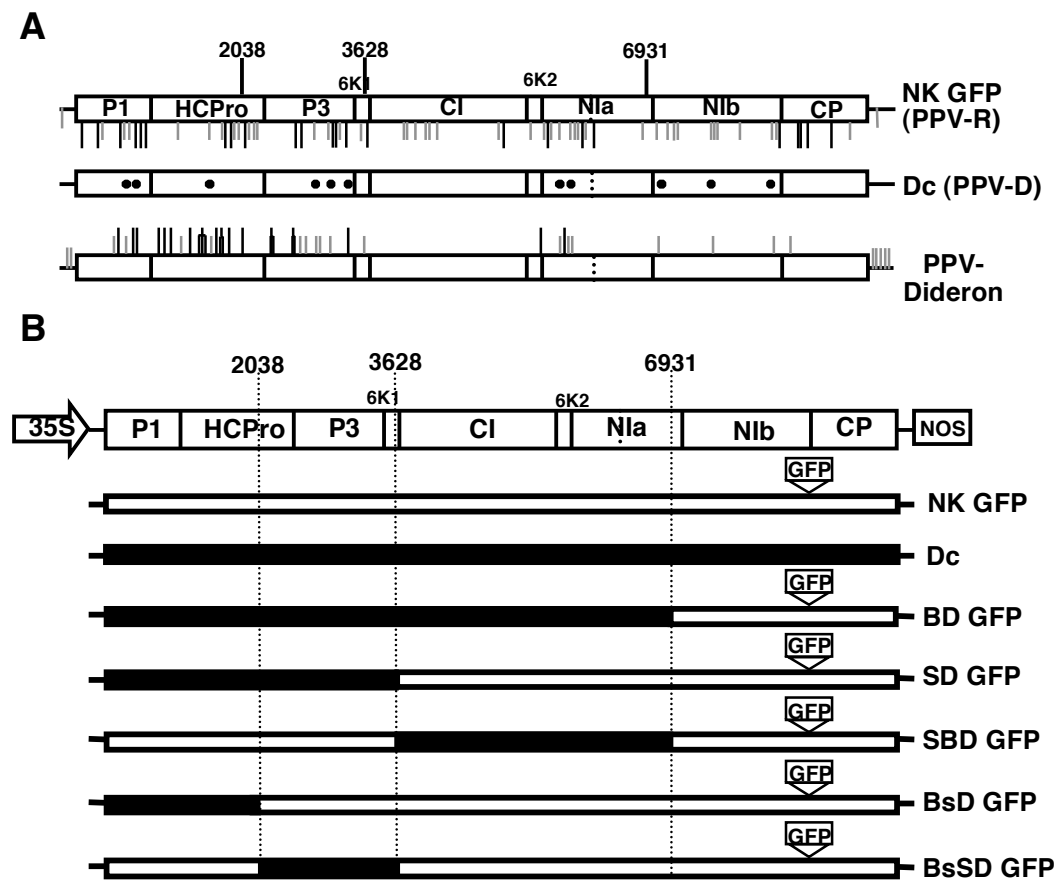 A
2038 3628 6931
6K1 6K2
P1 HCPro P3 CI NIa NIb CP
NK GFP
(PPV-R)
Dc (PPV-D)
PPV-
Dideron
B
2038 3628 6931
6K1 6K2
35S P1 HCPro P3 CI NIa NIb CP NOS
GFP
NK GFP
Dc
GFP
BD GFP
GFP
SD GFP
GFP
SBD GFP
GFP
BsD GFP
GFP
BsSD GFP